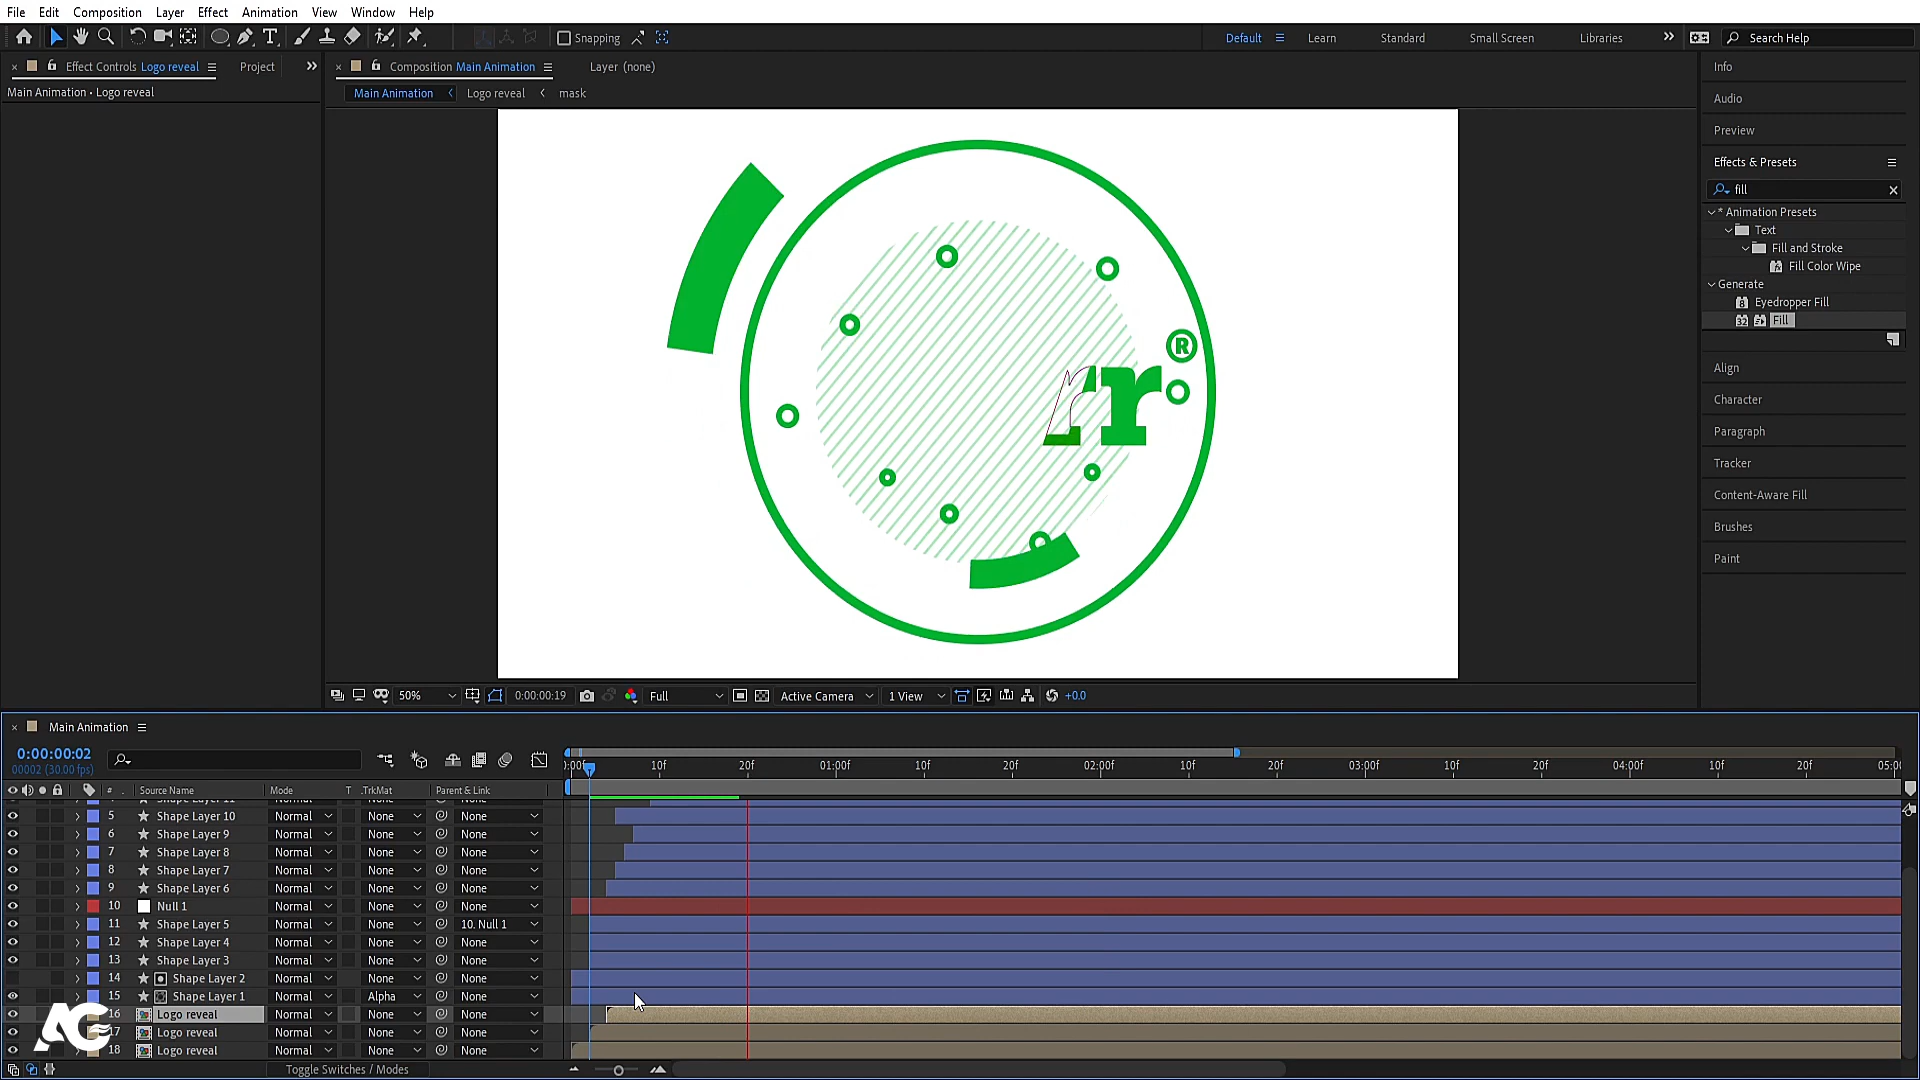 File Edit Composition Layer Effect Animation View Window Help
Snapping
Default Learn Standard Small Screen Libraries Search Help
Effect Controls Logo reveal Project
Composition Main Animation Layer (none)
Main Animation • Logo reveal
Main Animation Logo reveal mask
rr ®
50% 0:00:00:19 Full Active Camera 1 View +0.0
Info
Audio
Preview
Effects & Presets
fill
* Animation Presets
Text
Fill and Stroke
Fill Color Wipe
Generate
Eyedropper Fill
Fill
Align
Character
Paragraph
Tracker
Content-Aware Fill
Brushes
Paint
Main Animation
0:00:00:02
00002 (30.00 fps)
:00f 10f 20f 01:00f 10f 20f 02:00f 10f 20f 03:00f 10f 20f 04:00f 10f 20f 05:00
# . Source Name Mode T .TrkMat Parent & Link
5 Shape Layer 10 Normal None None
6 Shape Layer 9 Normal None None
7 Shape Layer 8 Normal None None
8 Shape Layer 7 Normal None None
9 Shape Layer 6 Normal None None
10 Null 1 Normal None None
11 Shape Layer 5 Normal None 10. Null 1
12 Shape Layer 4 Normal None None
13 Shape Layer 3 Normal None None
14 Shape Layer 2 Normal None None
15 Shape Layer 1 Normal Alpha None
16 Logo reveal Normal None None
17 Logo reveal Normal None None
18 Logo reveal Normal None None
AG
Toggle Switches / Modes